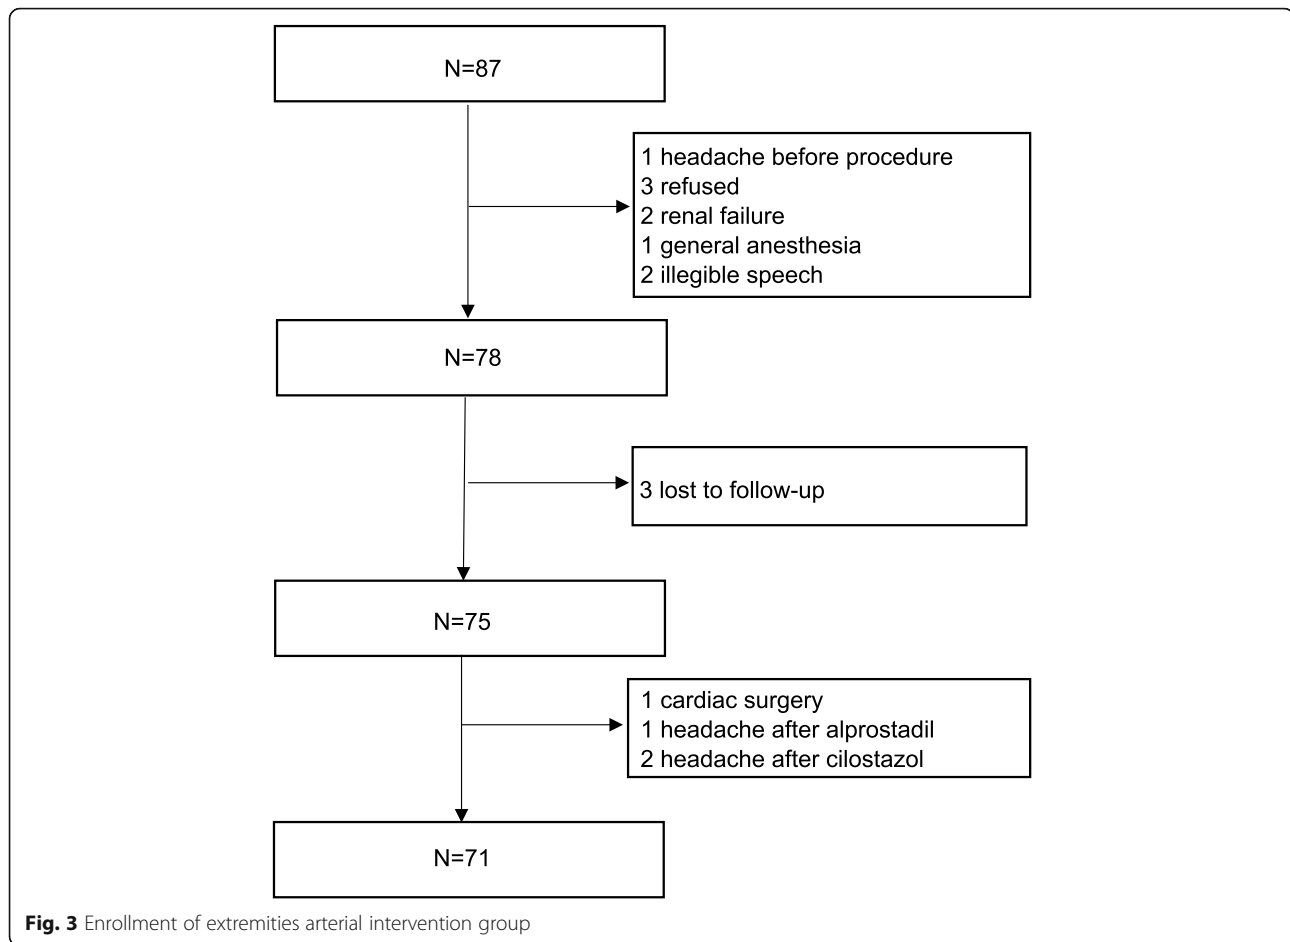 N=87
1 headache before procedure
3 refused
2 renal failure
1 general anesthesia
2 illegible speech
N=78
3 lost to follow-up
N=75
1 cardiac surgery
1 headache after alprostadil
2 headache after cilostazol
N=71
Fig. 3 Enrollment of extremities arterial intervention group